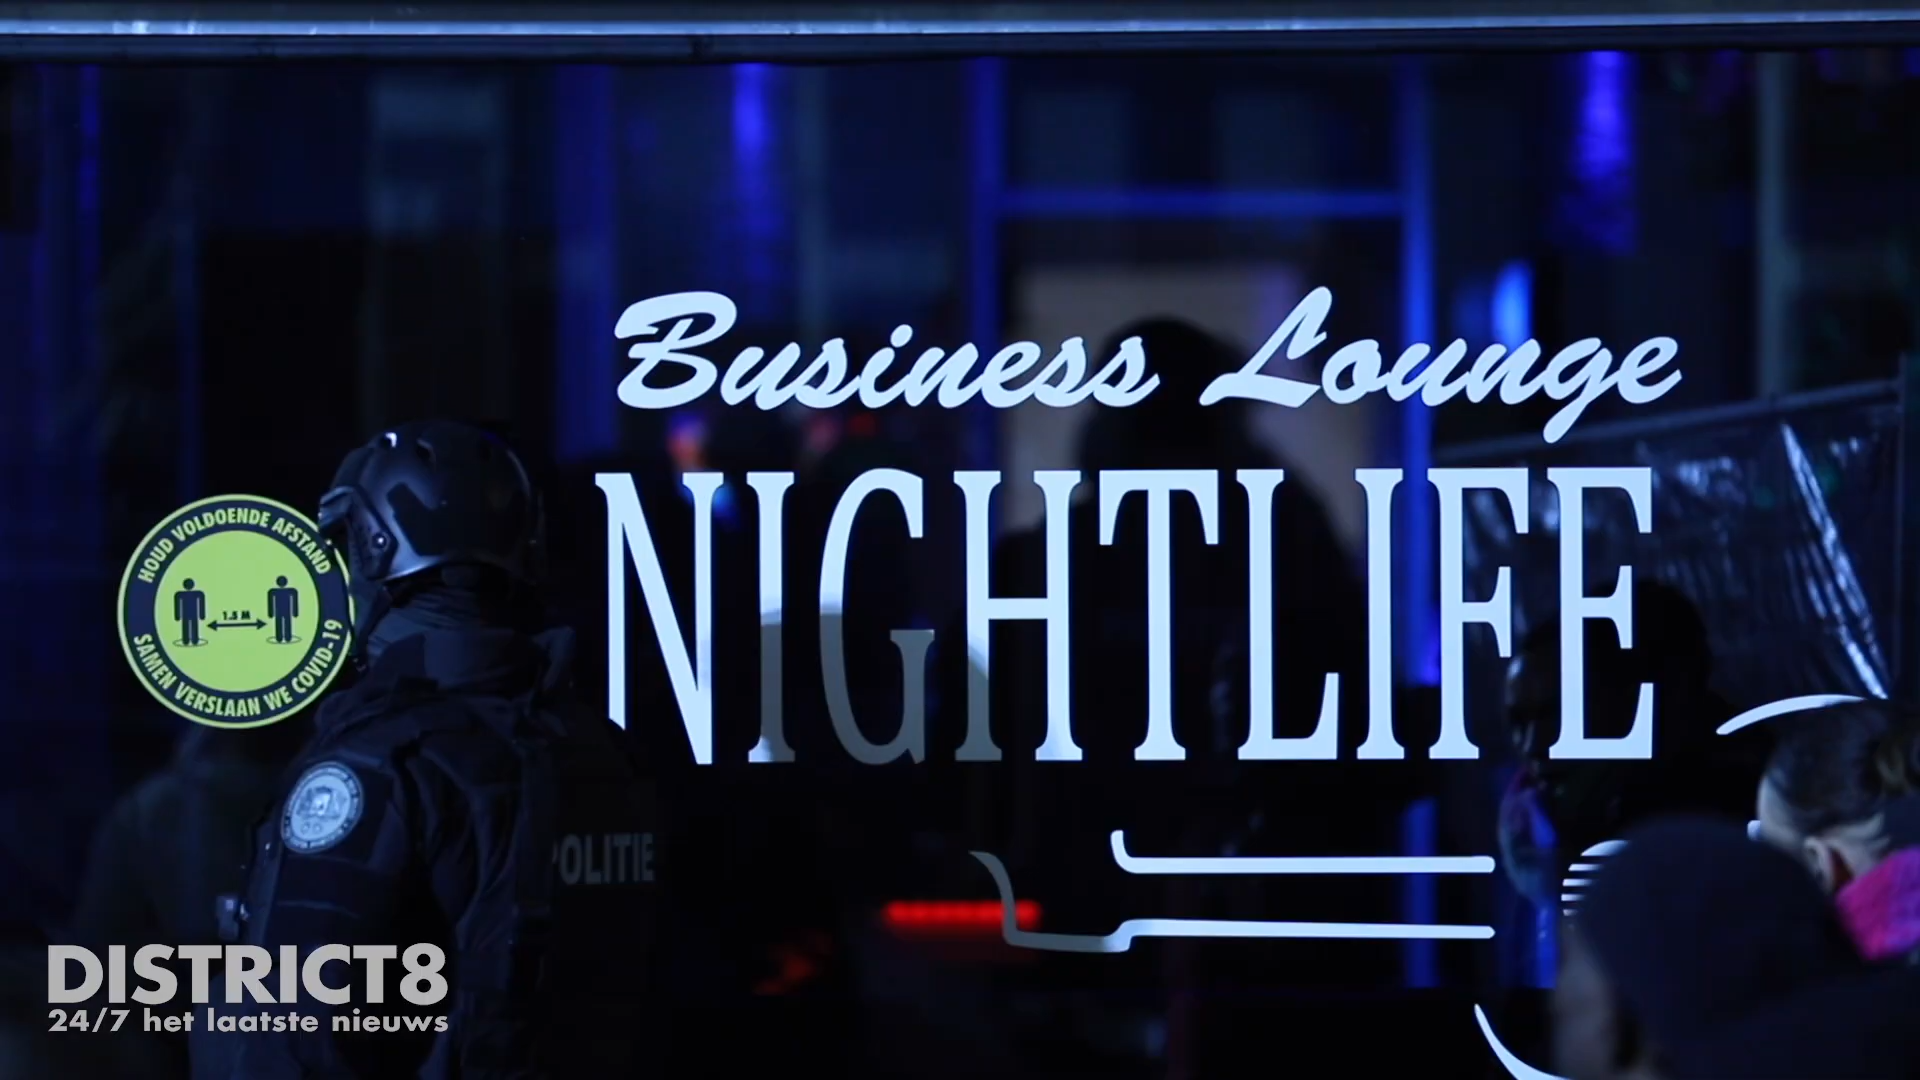 Business Lounge
NIGHTLIFE
HOUD VOLDOENDE AFSTAND
1.5 M
SAMEN VERSLAAN WE COVID-19
POLITIE
DISTRICT8
24/7 het laatste nieuws